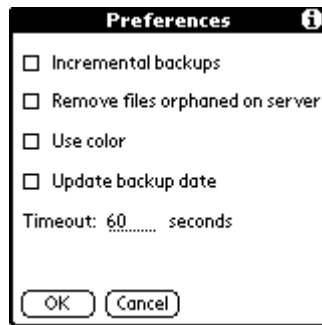 Preferences
Incremental backups
Remove files orphaned on server
Use color
Update backup date
Timeout: 60 seconds
OK Cancel